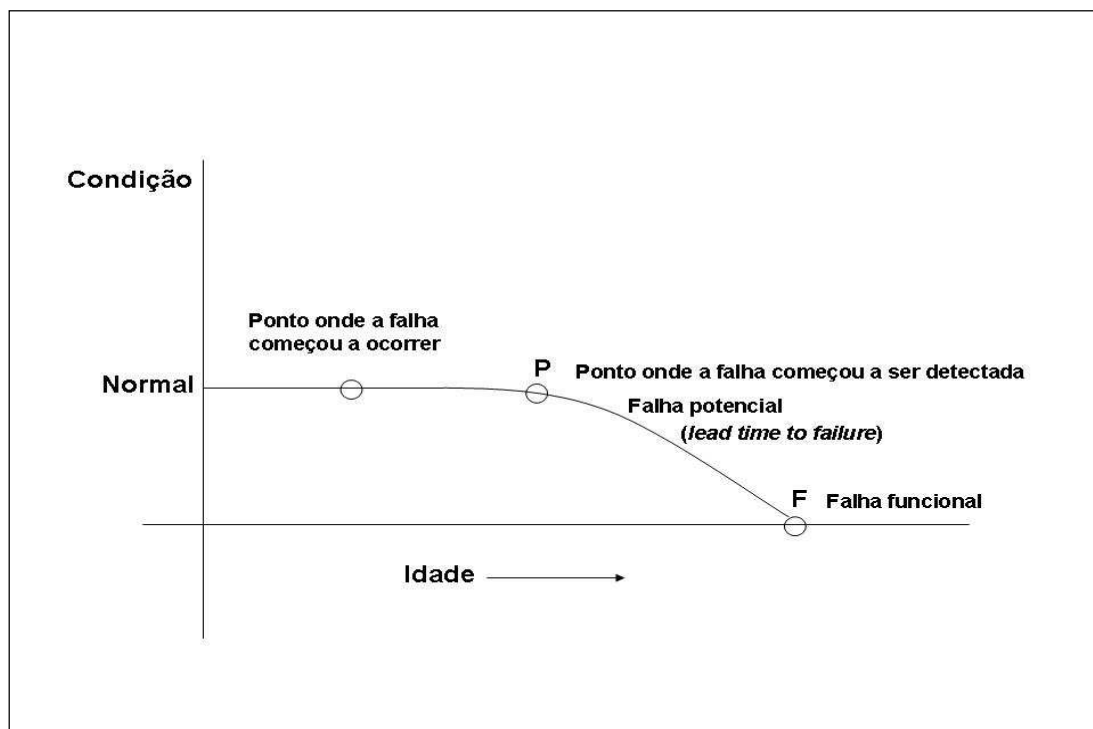 Condição
Ponto onde a falha
começou a ocorrer
Normal
P
Ponto onde a falha começou a ser detectada
Falha potencial
(lead time to failure)
F
Falha funcional
Idade